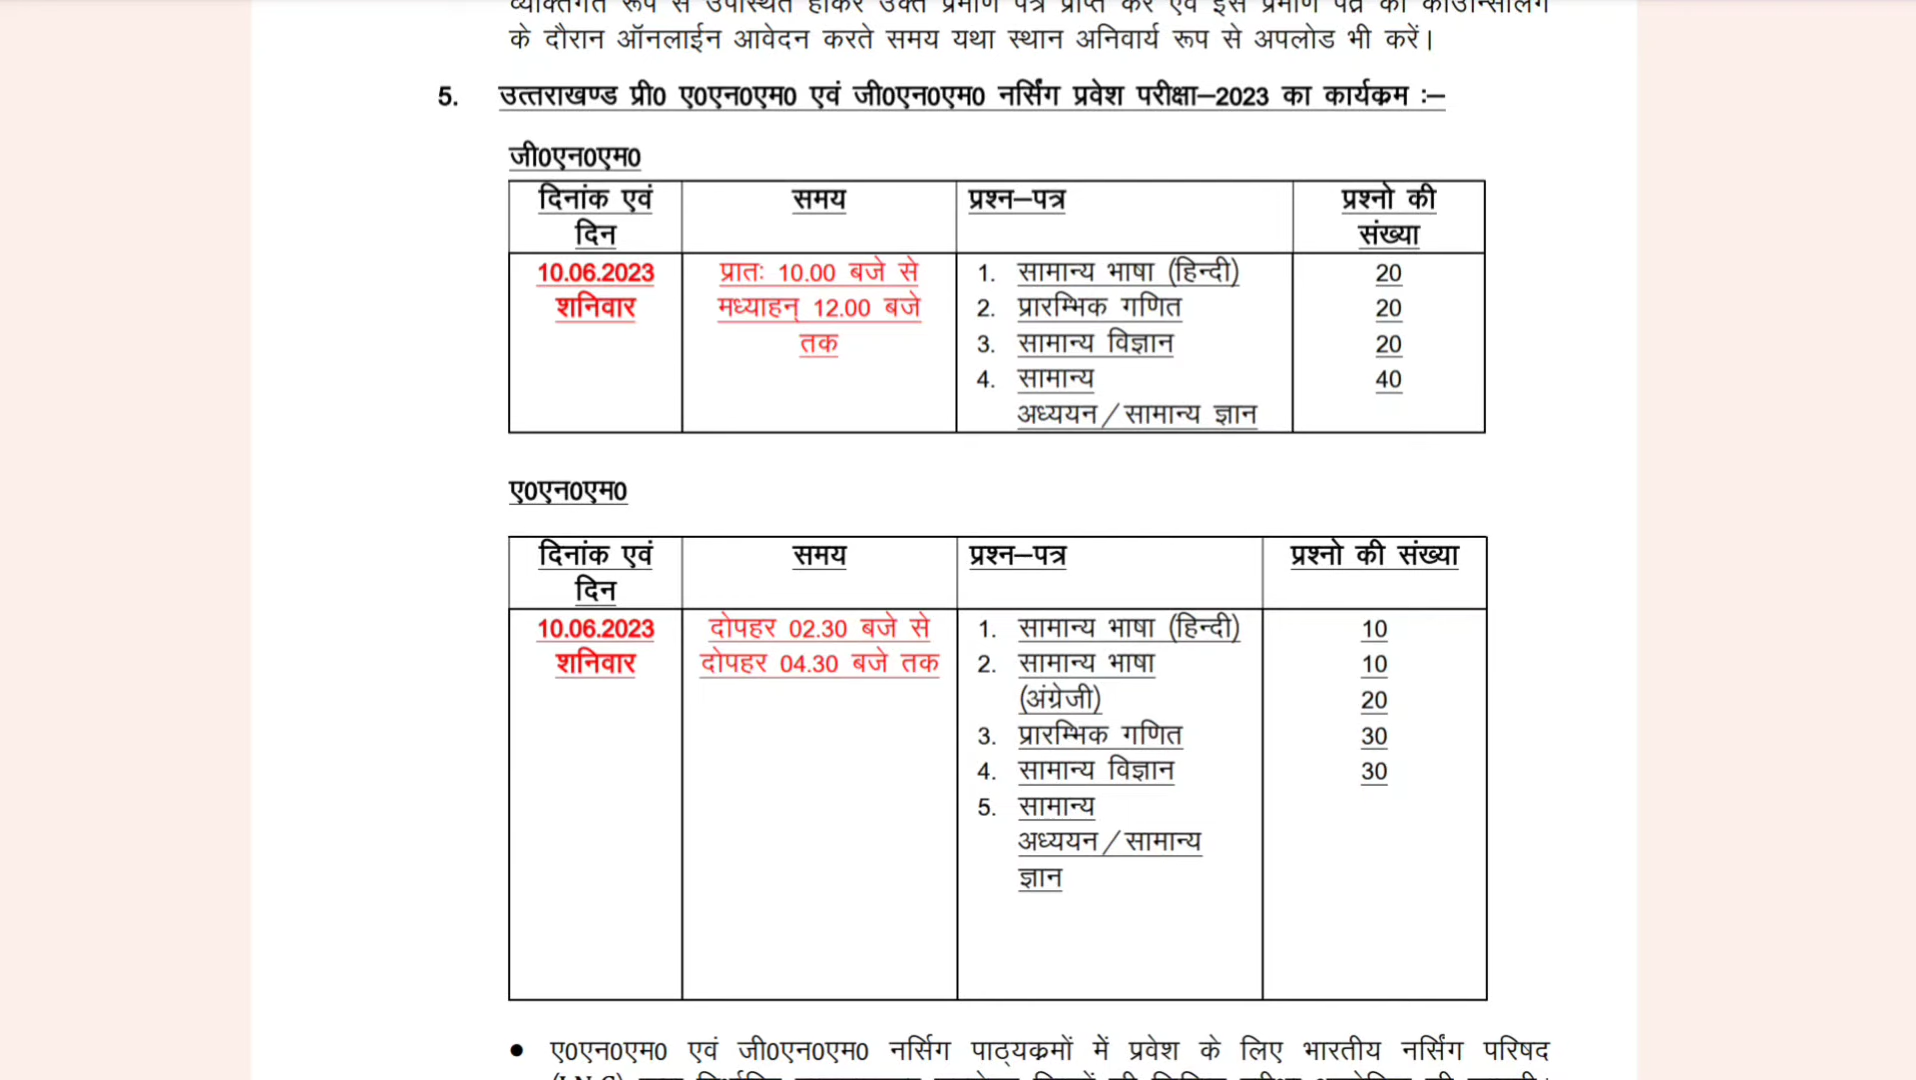 के दौरान ऑनलाईन आवेदन करते समय यथा स्थान अनिवार्य रूप से अपलोड भी करें।
5. उत्तराखण्ड प्री0 ए0एन0एम0 एवं जी0एन0एम0 नर्सिंग प्रवेश परीक्षा–2023 का कार्यक्रम :–
जी0एन0एम0
दिनांक एवं दिन समय प्रश्न–पत्र प्रश्नो की संख्या
10.06.2023 प्रातः 10.00 बजे से 1. सामान्य भाषा (हिन्दी) 20
शनिवार मध्याहन् 12.00 बजे 2. प्रारम्भिक गणित 20
तक 3. सामान्य विज्ञान 20
4. सामान्य 40
अध्ययन/सामान्य ज्ञान
ए0एन0एम0
दिनांक एवं दिन समय प्रश्न–पत्र प्रश्नो की संख्या
10.06.2023 दोपहर 02.30 बजे से 1. सामान्य भाषा (हिन्दी) 10
शनिवार दोपहर 04.30 बजे तक 2. सामान्य भाषा 10
(अंग्रेजी) 20
3. प्रारम्भिक गणित 30
4. सामान्य विज्ञान 30
5. सामान्य
अध्ययन/सामान्य
ज्ञान
• ए0एन0एम0 एवं जी0एन0एम0 नर्सिग पाठ्यक्रमों में प्रवेश के लिए भारतीय नर्सिंग परिषद